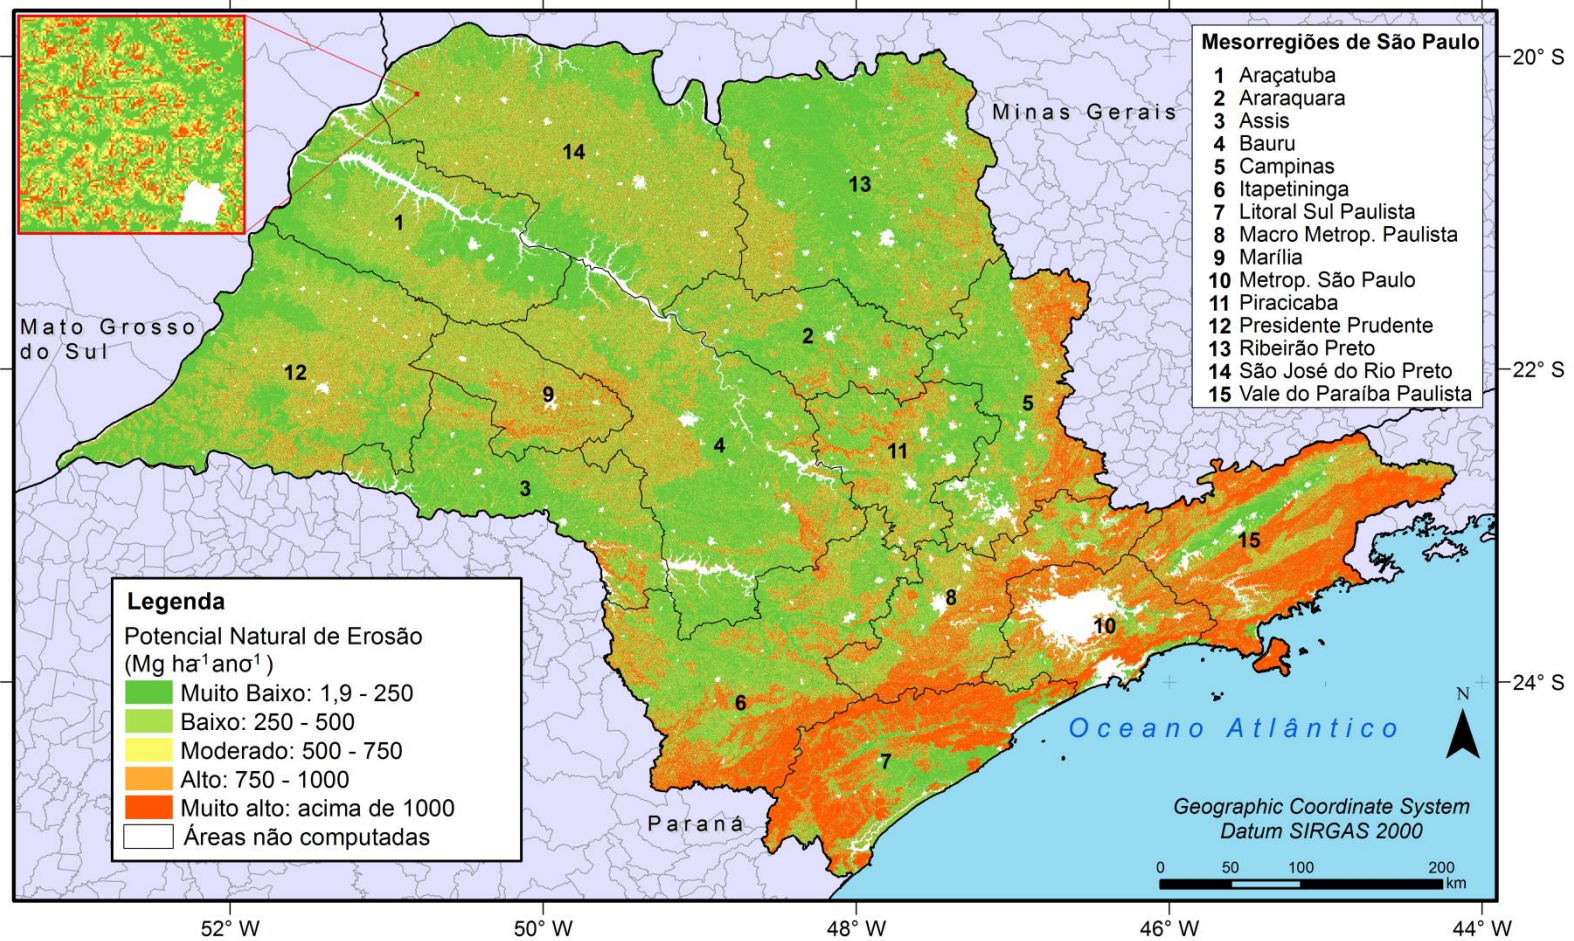 Mesorregiões de São Paulo
1 Araçatuba
2 Araraquara
3 Assis
4 Bauru
5 Campinas
6 Itapetininga
7 Litoral Sul Paulista
8 Macro Metrop. Paulista
9 Marília
10 Metrop. São Paulo
11 Piracicaba
12 Presidente Prudente
13 Ribeirão Preto
14 São José do Rio Preto
15 Vale do Paraíba Paulista
20° S
Minas Gerais
14
13
1
Mato Grosso
do Sul
2
22° S
12
9
5
4
11
3
15
8
10
6
24° S
7
N
Oceano Atlântico
Paraná
Legenda
Potencial Natural de Erosão
(Mg ha⁻¹ano⁻¹)
Muito Baixo: 1,9 - 250
Baixo: 250 - 500
Moderado: 500 - 750
Alto: 750 - 1000
Muito alto: acima de 1000
Áreas não computadas
Geographic Coordinate System
Datum SIRGAS 2000
0 50 100 200
km
52° W 50° W 48° W 46° W 44° W